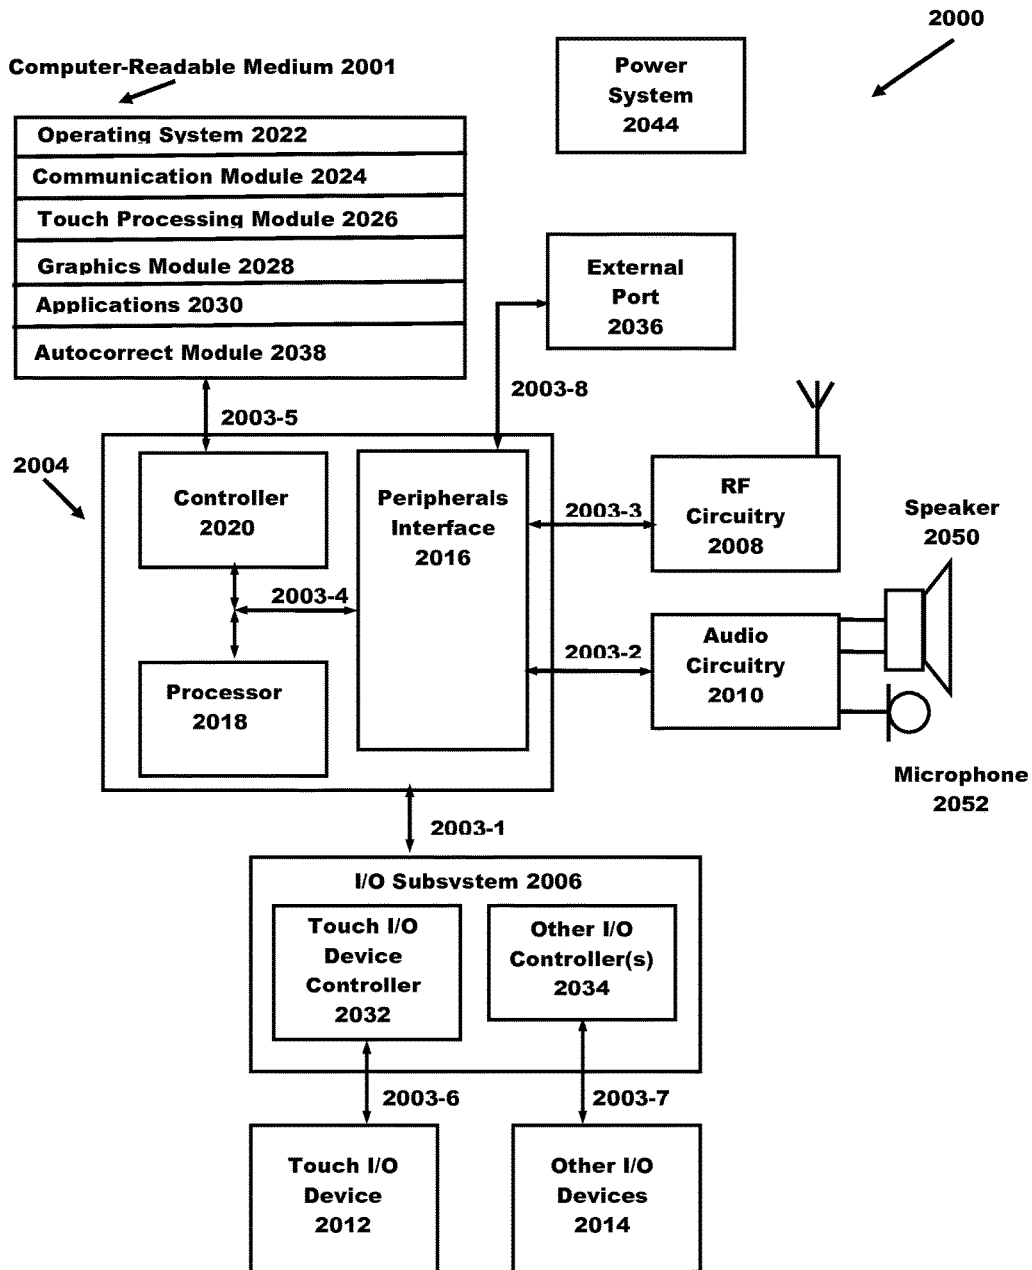 2000
Computer-Readable Medium 2001
Power
System
2044
Operating System 2022
Communication Module 2024
Touch Processing Module 2026
Graphics Module 2028
Applications 2030
Autocorrect Module 2038
External
Port
2036
2003-8
2003-5
2004
Controller
2020
Peripherals
Interface
2016
2003-3
RF
Circuitry
2008
Speaker
2050
2003-4
2003-2
Audio
Circuitry
2010
Processor
2018
Microphone
2052
2003-1
I/O Subsystem 2006
Touch I/O
Device
Controller
2032
Other I/O
Controller(s)
2034
2003-6
2003-7
Touch I/O
Device
2012
Other I/O
Devices
2014